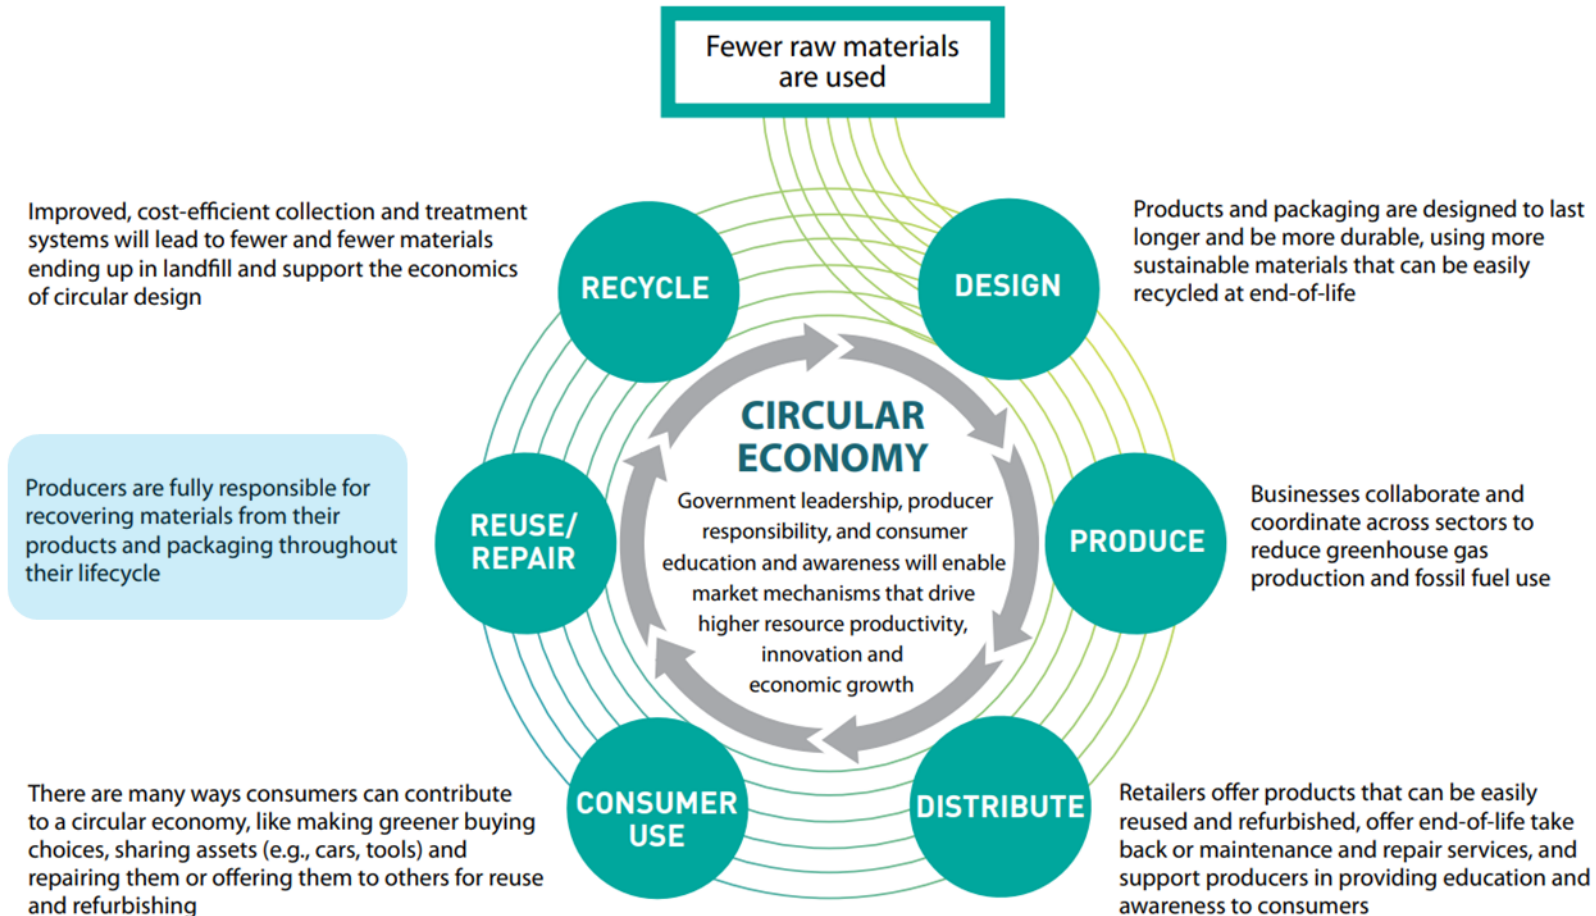 Fewer raw materials
are used
Improved, cost-efficient collection and treatment
systems will lead to fewer and fewer materials
ending up in landfill and support the economics
of circular design
RECYCLE
DESIGN
Products and packaging are designed to last
longer and be more durable, using more
sustainable materials that can be easily
recycled at end-of-life
CIRCULAR
ECONOMY
Government leadership, producer
responsibility, and consumer
education and awareness will enable
market mechanisms that drive
higher resource productivity,
innovation and
economic growth
Producers are fully responsible for
recovering materials from their
products and packaging throughout
their lifecycle
REUSE/
REPAIR
PRODUCE
Businesses collaborate and
coordinate across sectors to
reduce greenhouse gas
production and fossil fuel use
There are many ways consumers can contribute
to a circular economy, like making greener buying
choices, sharing assets (e.g., cars, tools) and
repairing them or offering them to others for reuse
and refurbishing
CONSUMER
USE
DISTRIBUTE
Retailers offer products that can be easily
reused and refurbished, offer end-of-life take
back or maintenance and repair services, and
support producers in providing education and
awareness to consumers